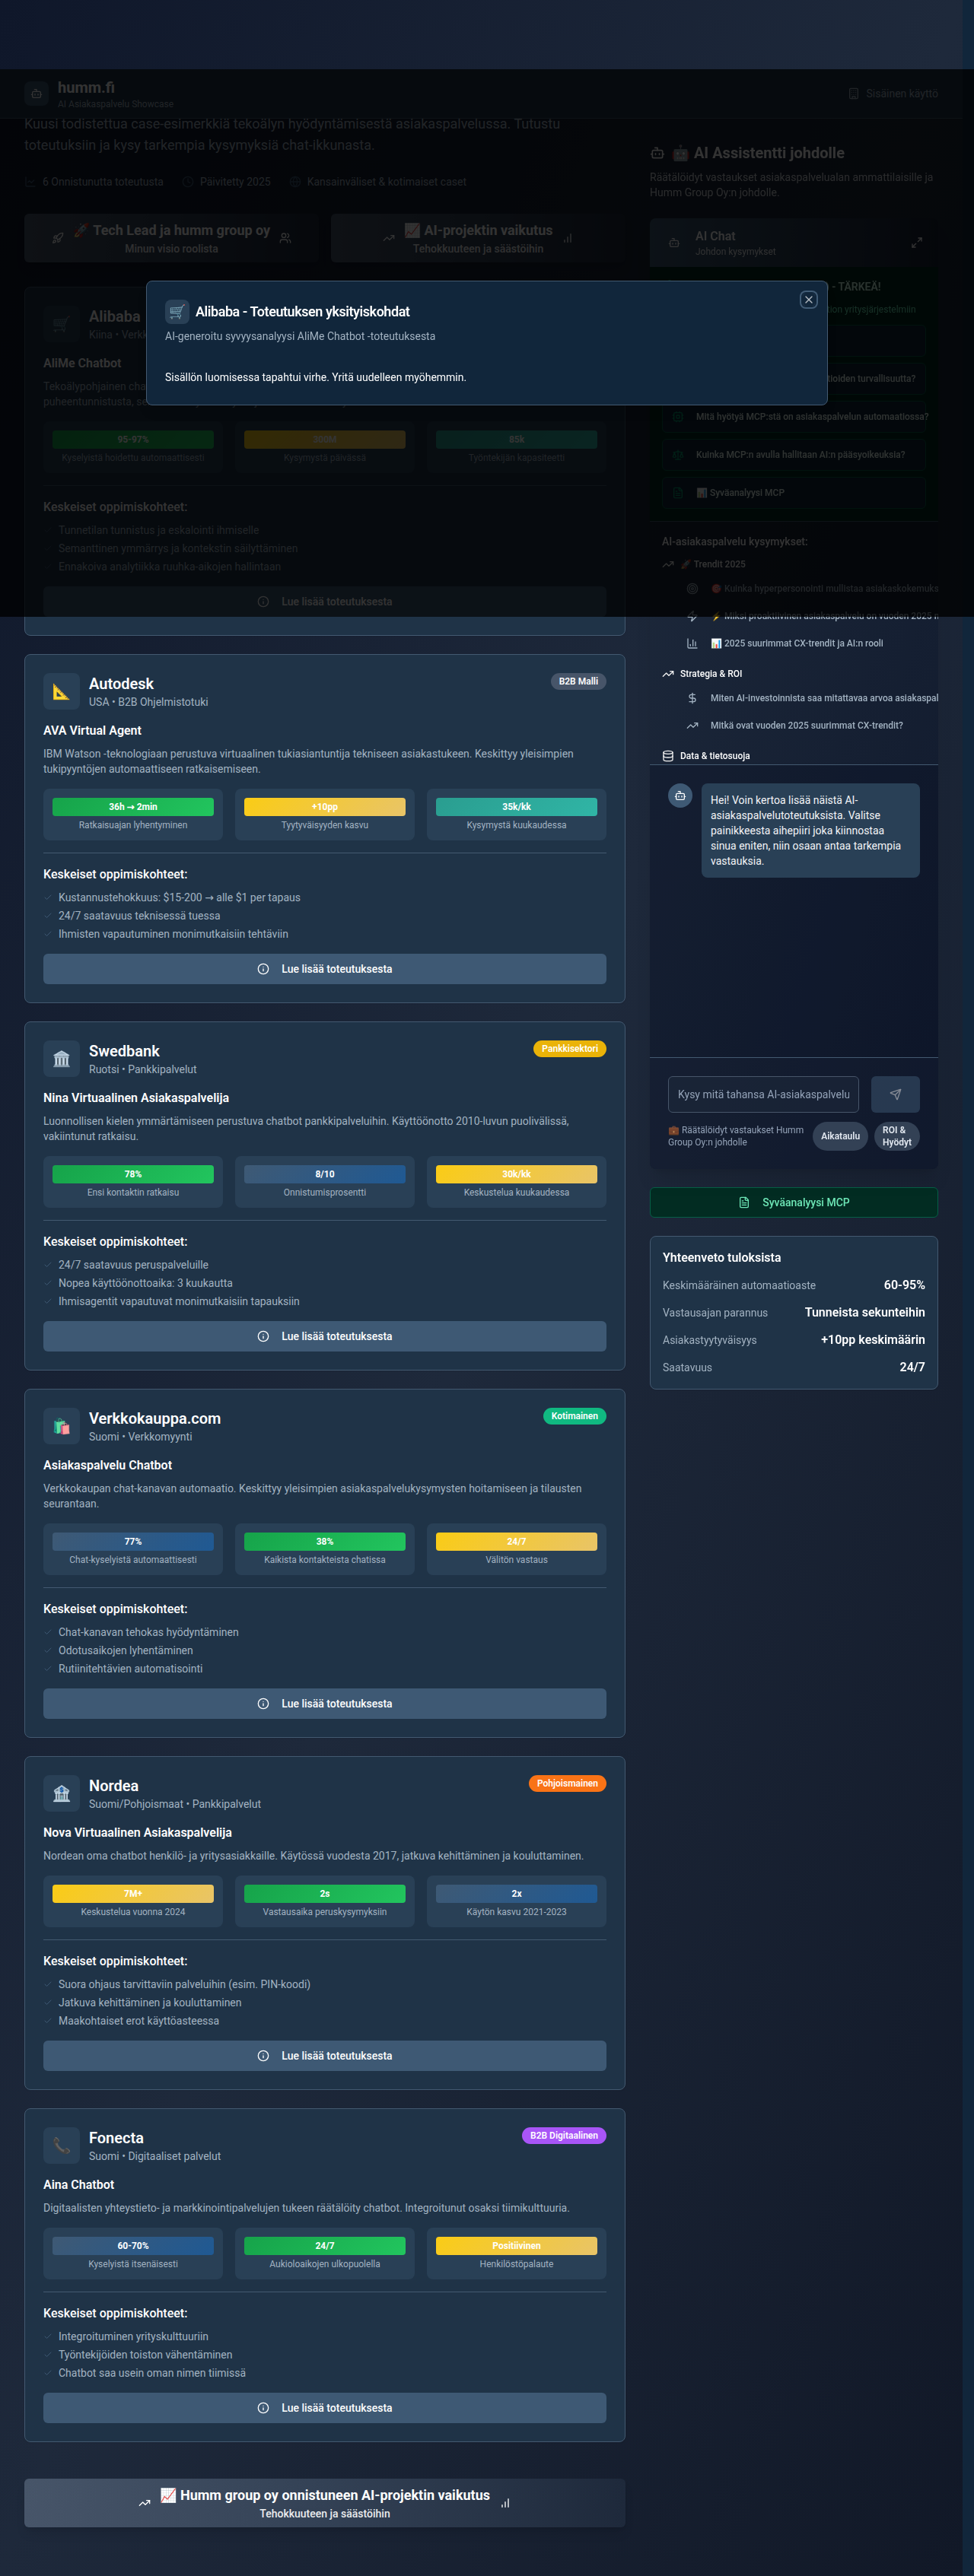 humm.fi
AI Asiakaspalvelu Showcase
Sisäinen käyttö
Kuusi todistettua case-esimerkkiä tekoälyn hyödyntämisestä asiakaspalvelussa. Tutustu
toteutuksiin ja kysy tarkempia kysymyksiä chat-ikkunasta.
6 Onnistunutta toteutusta
Päivitetty 2025
Kansainväliset & kotimaiset caset
🚀 Tech Lead ja humm group oy
Minun visio roolista
📈 AI-projektin vaikutus
Tehokkuuteen ja säästöihin
Alibaba
Kiina • Verkk
AliMe Chatbot
Tekoälypohjainen cha
puheentunnistusta, se
95-97%
Kyselyistä hoidettu automaattisesti
300M
Kysymystä päivässä
85k
Työntekijän kapasiteetti
Keskeiset oppimiskohteet:
Tunnetilan tunnistus ja eskalointi ihmiselle
Semanttinen ymmärrys ja kontekstin säilyttäminen
Ennakoiva analytiikka ruuhka-aikojen hallintaan
Lue lisää toteutuksesta
Alibaba - Toteutuksen yksityiskohdat
AI-generoitu syvyysanalyysi AliMe Chatbot -toteutuksesta
Sisällön luomisessa tapahtui virhe. Yritä uudelleen myöhemmin.
Autodesk
USA • B2B Ohjelmistotuki
B2B Malli
AVA Virtual Agent
IBM Watson -teknologiaan perustuva virtuaalinen tukiasiantuntija tekniseen asiakastukeen. Keskittyy yleisimpien
tukipyyntöjen automaattiseen ratkaisemiseen.
36h → 2min
Ratkaisuajan lyhentyminen
+10pp
Tyytyväisyyden kasvu
35k/kk
Kysymystä kuukaudessa
Keskeiset oppimiskohteet:
Kustannustehokkuus: $15-200 → alle $1 per tapaus
24/7 saatavuus teknisessä tuessa
Ihmisten vapautuminen monimutkaisiin tehtäviin
Lue lisää toteutuksesta
Swedbank
Ruotsi • Pankkipalvelut
Pankkisektori
Nina Virtuaalinen Asiakaspalvelija
Luonnollisen kielen ymmärtämiseen perustuva chatbot pankkipalveluihin. Käyttöönotto 2010-luvun puolivälissä,
vakiintunut ratkaisu.
78%
Ensi kontaktin ratkaisu
8/10
Onnistumisprosentti
30k/kk
Keskustelua kuukaudessa
Keskeiset oppimiskohteet:
24/7 saatavuus peruspalveluille
Nopea käyttöönottoaika: 3 kuukautta
Ihmisagentit vapautuvat monimutkaisiin tapauksiin
Lue lisää toteutuksesta
Verkkokauppa.com
Suomi • Verkkomyynti
Kotimainen
Asiakaspalvelu Chatbot
Verkkokaupan chat-kanavan automaatio. Keskittyy yleisimpien asiakaspalvelukysymysten hoitamiseen ja tilausten
seurantaan.
77%
Chat-kyselyistä automaattisesti
38%
Kaikista kontakteista chatissa
24/7
Välitön vastaus
Keskeiset oppimiskohteet:
Chat-kanavan tehokas hyödyntäminen
Odotusaikojen lyhentäminen
Rutiinitehtävien automatisointi
Lue lisää toteutuksesta
Nordea
Suomi/Pohjoismaat • Pankkipalvelut
Pohjoismainen
Nova Virtuaalinen Asiakaspalvelija
Nordean oma chatbot henkilö- ja yritysasiakkaille. Käytössä vuodesta 2017, jatkuva kehittäminen ja kouluttaminen.
7M+
Keskustelua vuonna 2024
2s
Vastausaika peruskysymyksiin
2x
Käytön kasvu 2021-2023
Keskeiset oppimiskohteet:
Suora ohjaus tarvittaviin palveluihin (esim. PIN-koodi)
Jatkuva kehittäminen ja kouluttaminen
Maakohtaiset erot käyttöasteessa
Lue lisää toteutuksesta
Fonecta
Suomi • Digitaaliset palvelut
B2B Digitaalinen
Aina Chatbot
Digitaalisten yhteystieto- ja markkinointipalvelujen tukeen räätälöity chatbot. Integroitunut osaksi tiimikulttuuria.
60-70%
Kyselyistä itsenäisesti
24/7
Aukioloaikojen ulkopuolella
Positiivinen
Henkilöstöpalaute
Keskeiset oppimiskohteet:
Integroituminen yrityskulttuuriin
Työntekijöiden toiston vähentäminen
Chatbot saa usein oman nimen tiimissä
Lue lisää toteutuksesta
📈 Humm group oy onnistuneen AI-projektin vaikutus
Tehokkuuteen ja säästöihin
🤖 AI Assistentti johdolle
Räätälöidyt vastaukset asiakaspalvelualan ammattilaisille ja
Humm Group Oy:n johdolle.
AI Chat
Johdon kysymykset
- TÄRKEÄ!
tion yritysjärjestelmiin
tioiden turvallisuutta?
Mitä hyötyä MCP:stä on asiakaspalvelun automaatiossa?
Kuinka MCP:n avulla hallitaan AI:n pääsyoikeuksia?
📊 Syväanalyysi MCP
AI-asiakaspalvelu kysymykset:
🚀 Trendit 2025
🎯 Kuinka hyperpersonointi mullistaa asiakaskokemuks
⚡ Miksi proaktiivinen asiakaspalvelu on vuoden 2025 n
📊 2025 suurimmat CX-trendit ja AI:n rooli
Strategia & ROI
Miten AI-investoinnista saa mitattavaa arvoa asiakaspal
Mitkä ovat vuoden 2025 suurimmat CX-trendit?
Data & tietosuoja
Hei! Voin kertoa lisää näistä AI-
asiakaspalvelutoteutuksista. Valitse
painikkeesta aihepiiri joka kiinnostaa
sinua eniten, niin osaan antaa tarkempia
vastauksia.
Kysy mitä tahansa AI-asiakaspalvelu
💼 Räätälöidyt vastaukset Humm
Group Oy:n johdolle
Aikataulu
ROI &
Hyödyt
Syväanalyysi MCP
Yhteenveto tuloksista
Keskimääräinen automaatioaste
60-95%
Vastausajan parannus
Tunneista sekunteihin
Asiakastyytyväisyys
+10pp keskimäärin
Saatavuus
24/7